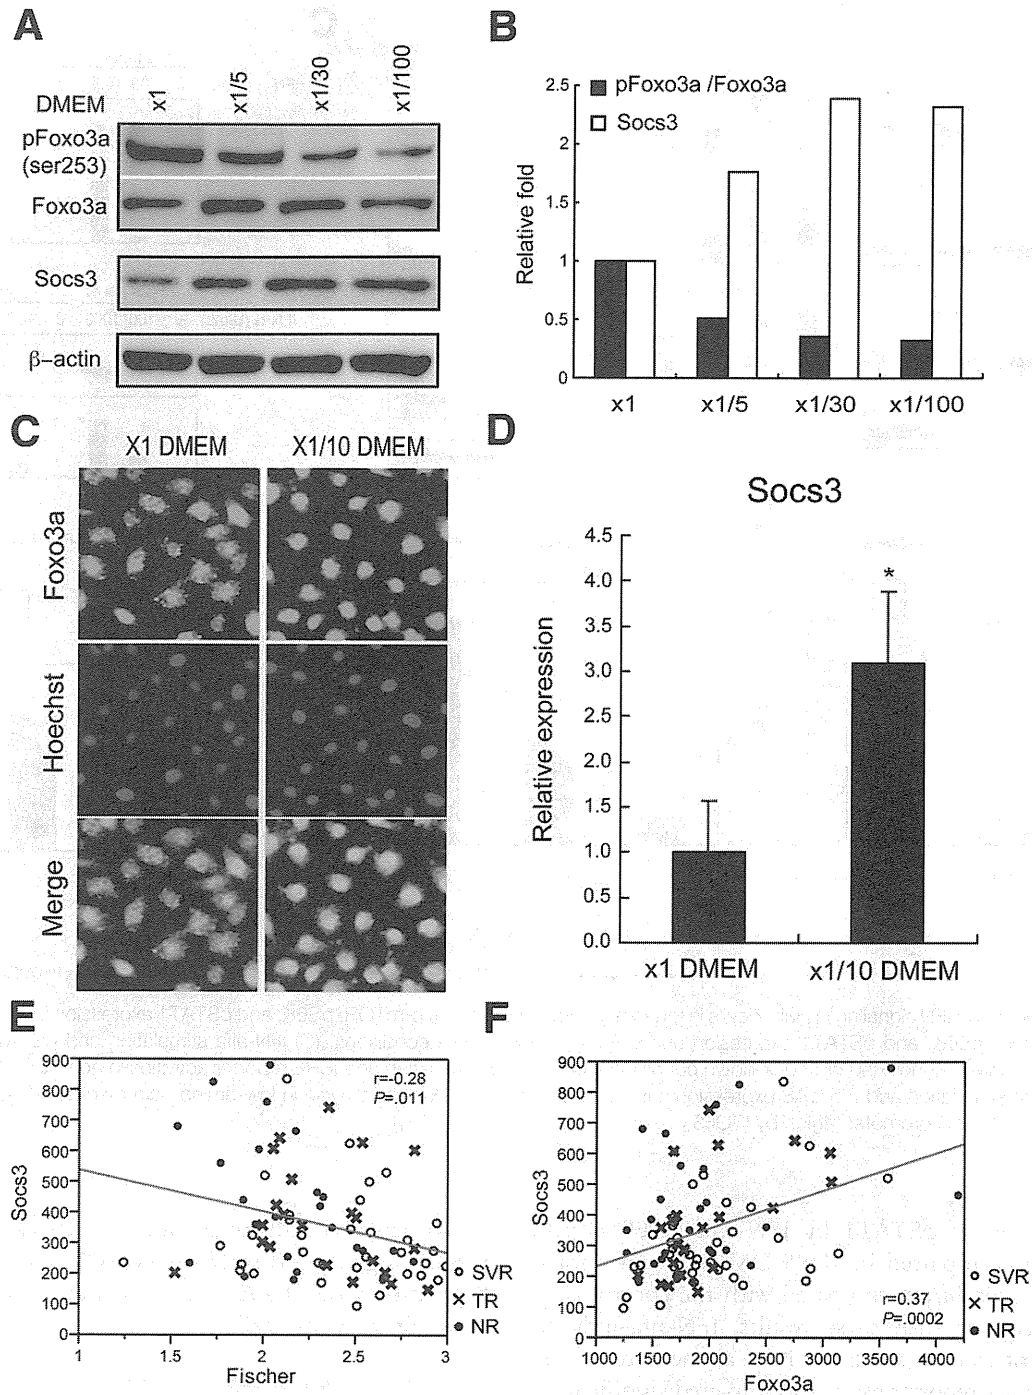 A
DMEM
x1
x1/5
x1/30
x1/100
pFoxo3a
(ser253)
Foxo3a
Socs3
β–actin
B
pFoxo3a /Foxo3a
Socs3
Relative fold
2.5
2
1.5
1
0.5
0
x1
x1/5
x1/30
x1/100
C
X1 DMEM
X1/10 DMEM
Foxo3a
Hoechst
Merge
D
Socs3
Relative expression
4.5
4.0
3.5
3.0
2.5
2.0
1.5
1.0
0.5
0.0
*
x1 DMEM
x1/10 DMEM
E
Socs3
900
800
700
600
500
400
300
200
100
0
r=-0.28
P=.011
1
1.5
2
2.5
3
Fischer
SVR
TR
NR
F
Socs3
900
800
700
600
500
400
300
200
100
0
r=0.37
P=.0002
1000
1500
2000
2500
3000
3500
4000
Foxo3a
SVR
TR
NR